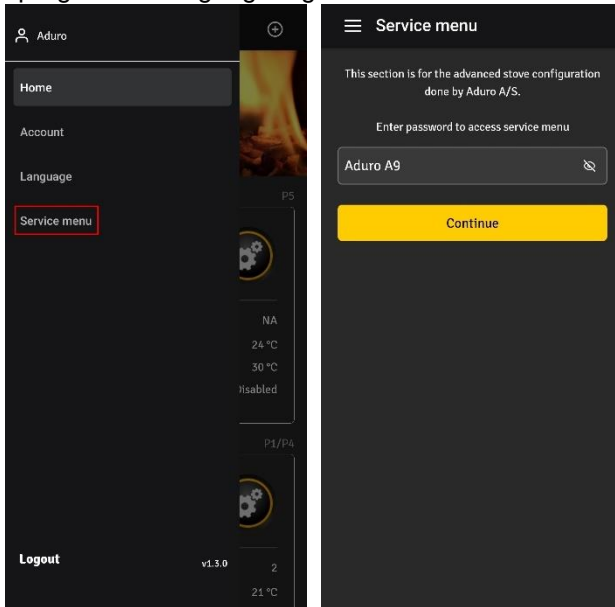 Aduro
Home
Account
Language
Service menu
P5
NA
24 °C
30 °C
Disabled
P1/P4
2
21 °C
Logout
v1.3.0
Service menu
This section is for the advanced stove configuration
done by Aduro A/S.
Enter password to access service menu
Aduro A9
Continue